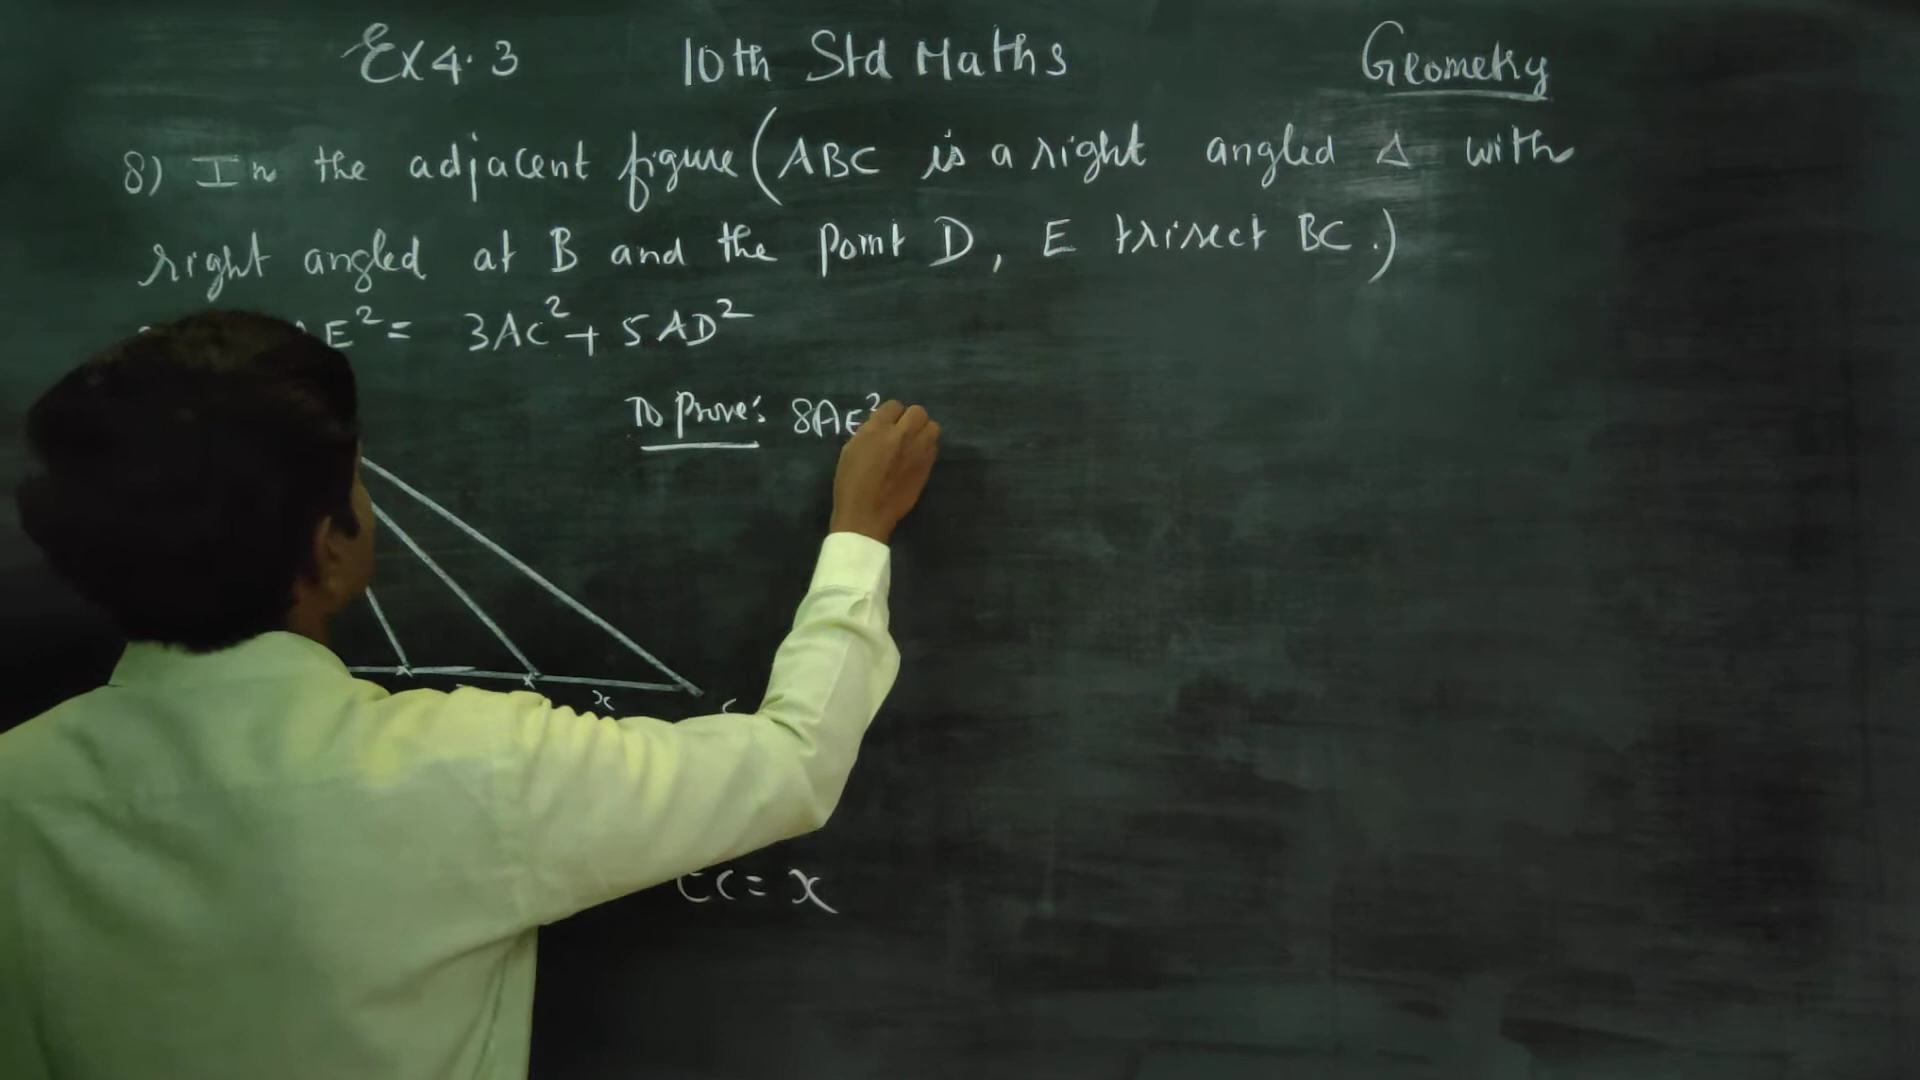 Ex 4.3 10th Std Maths Geometry
8) In the adjacent figure (ABC is a right angled Δ with
right angled at B and the point D, E trisect BC.)
E² = 3AC² + 5AD²
To Prove: 8AE²
x
EC = x